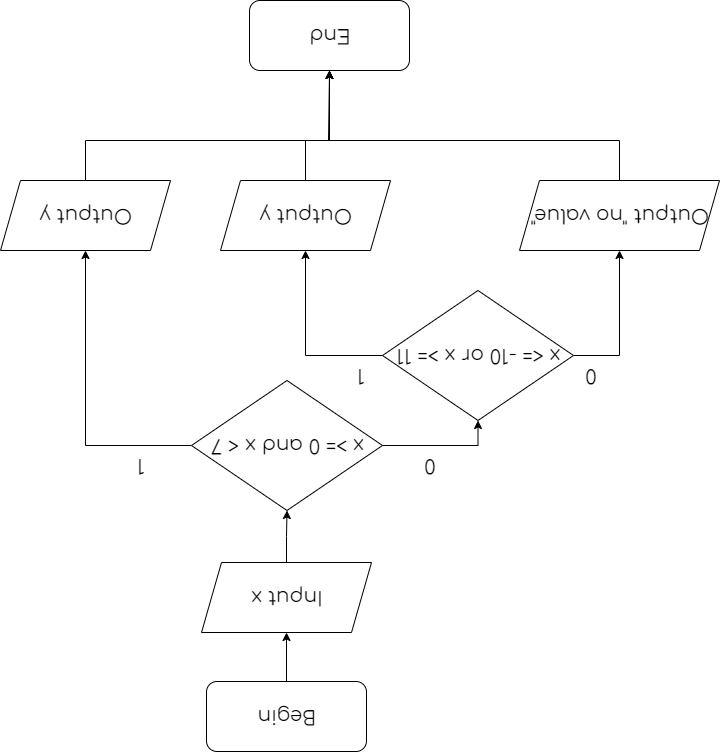 Begin
Input x
0
1
x >= 0 and x < 7
0
1
x <= -10 or x >= 11
Output "no value"
Output y
Output y
End